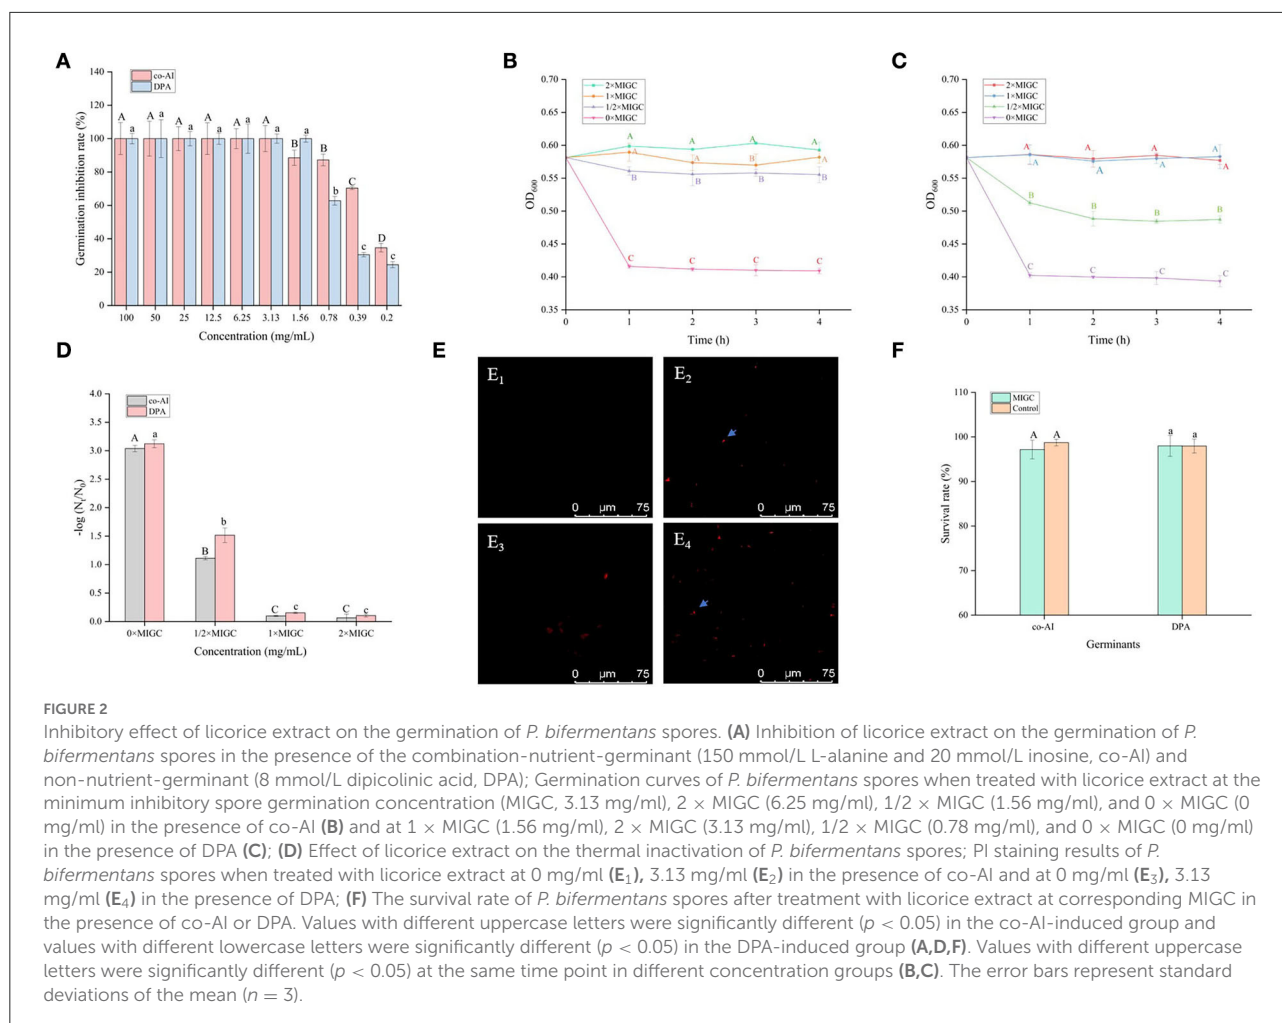 A
B
C
140
120
100
80
60
40
20
0
Germination inhibition rate (%)
co-AI
DPA
A a A a A a A a A a A a B a A b C c D c
100 50 25 12.5 6.25 3.13 1.56 0.78 0.39 0.2
Concentration (mg/mL)
0.70
0.65
0.60
0.55
0.50
0.45
0.40
0.35
OD600
2×MIGC
1×MIGC
1/2×MIGC
0×MIGC
A A A A
A A B A
B B B B
C C C C
0 1 2 3 4
Time (h)
0.70
0.65
0.60
0.55
0.50
0.45
0.40
0.35
OD600
2×MIGC
1×MIGC
1/2×MIGC
0×MIGC
A A A A
A A A A
B B B B
C C C C
0 1 2 3 4
Time (h)
D
E
F
4.0
3.5
3.0
2.5
2.0
1.5
1.0
0.5
0.0
-log (Nt/N0)
co-AI
DPA
A a B b C c C c
0×MIGC 1/2×MIGC 1×MIGC 2×MIGC
Concentration (mg/mL)
E1
0 µm 75
E2
0 µm 75
E3
0 µm 75
E4
0 µm 75
110
100
90
80
70
60
Survival rate (%)
MIGC
Control
A A a a
co-AI DPA
Germinants
FIGURE 2
Inhibitory effect of licorice extract on the germination of P. bifermentans spores. (A) Inhibition of licorice extract on the germination of P.
bifermentans spores in the presence of the combination-nutrient-germinant (150 mmol/L L-alanine and 20 mmol/L inosine, co-AI) and
non-nutrient-germinant (8 mmol/L dipicolinic acid, DPA); Germination curves of P. bifermentans spores when treated with licorice extract at the
minimum inhibitory spore germination concentration (MIGC, 3.13 mg/ml), 2 × MIGC (6.25 mg/ml), 1/2 × MIGC (1.56 mg/ml), and 0 × MIGC (0
mg/ml) in the presence of co-AI (B) and at 1 × MIGC (1.56 mg/ml), 2 × MIGC (3.13 mg/ml), 1/2 × MIGC (0.78 mg/ml), and 0 × MIGC (0 mg/ml)
in the presence of DPA (C); (D) Effect of licorice extract on the thermal inactivation of P. bifermentans spores; PI staining results of P.
bifermentans spores when treated with licorice extract at 0 mg/ml (E1), 3.13 mg/ml (E2) in the presence of co-AI and at 0 mg/ml (E3), 3.13
mg/ml (E4) in the presence of DPA; (F) The survival rate of P. bifermentans spores after treatment with licorice extract at corresponding MIGC in
the presence of co-AI or DPA. Values with different uppercase letters were significantly different (p < 0.05) in the co-AI-induced group and
values with different lowercase letters were significantly different (p < 0.05) in the DPA-induced group (A,D,F). Values with different uppercase
letters were significantly different (p < 0.05) at the same time point in different concentration groups (B,C). The error bars represent standard
deviations of the mean (n = 3).